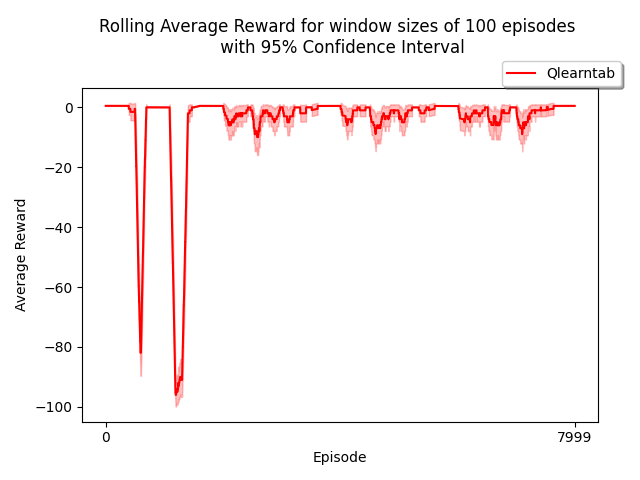 Rolling Average Reward for window sizes of 100 episodes
with 95% Confidence Interval
Qlearntab
0
−20
−40
−60
−80
−100
Average Reward
0
7999
Episode